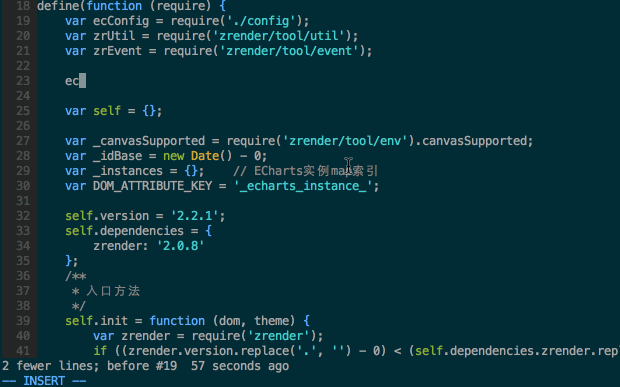 18 define(function (require) {
19     var ecConfig = require('./config');
20     var zrUtil = require('zrender/tool/util');
21     var zrEvent = require('zrender/tool/event');
22
23     ec
24
25     var self = {};
26
27     var _canvasSupported = require('zrender/tool/env').canvasSupported;
28     var _idBase = new Date() - 0;
29     var _instances = {};    // ECharts实例map索引
30     var DOM_ATTRIBUTE_KEY = '_echarts_instance_';
31
32     self.version = '2.2.1';
33     self.dependencies = {
34         zrender: '2.0.8'
35     };
36     /**
37      * 入口方法
38      */
39     self.init = function (dom, theme) {
40         var zrender = require('zrender');
41         if ((zrender.version.replace('.', '') - 0) < (self.dependencies.zrender.repl
2 fewer lines; before #19  57 seconds ago
-- INSERT --